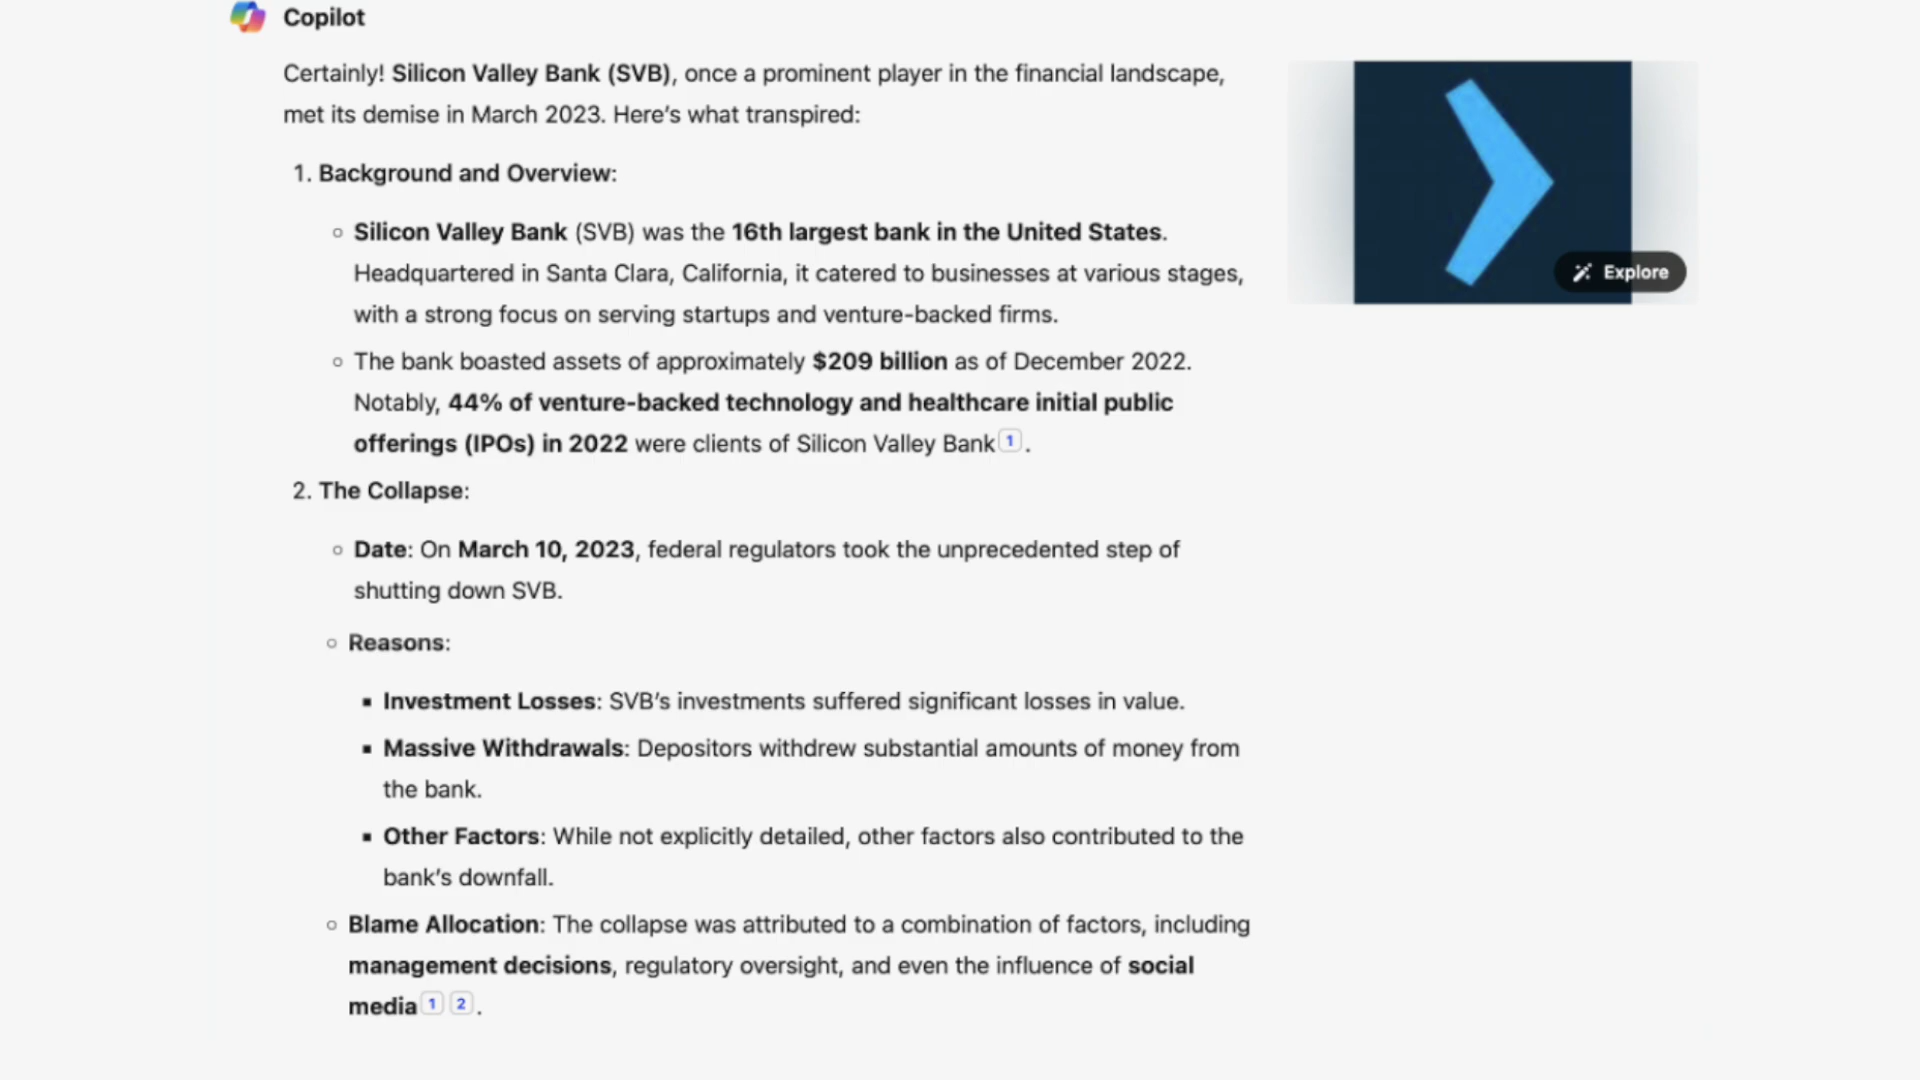 Copilot
Certainly! Silicon Valley Bank (SVB), once a prominent player in the financial landscape,
met its demise in March 2023. Here’s what transpired:
1. Background and Overview:
Silicon Valley Bank (SVB) was the 16th largest bank in the United States.
Headquartered in Santa Clara, California, it catered to businesses at various stages,
with a strong focus on serving startups and venture-backed firms.
The bank boasted assets of approximately $209 billion as of December 2022.
Notably, 44% of venture-backed technology and healthcare initial public
offerings (IPOs) in 2022 were clients of Silicon Valley Bank 1.
2. The Collapse:
Date: On March 10, 2023, federal regulators took the unprecedented step of
shutting down SVB.
Reasons:
Investment Losses: SVB’s investments suffered significant losses in value.
Massive Withdrawals: Depositors withdrew substantial amounts of money from
the bank.
Other Factors: While not explicitly detailed, other factors also contributed to the
bank’s downfall.
Blame Allocation: The collapse was attributed to a combination of factors, including
management decisions, regulatory oversight, and even the influence of social
media 1 2.
Explore